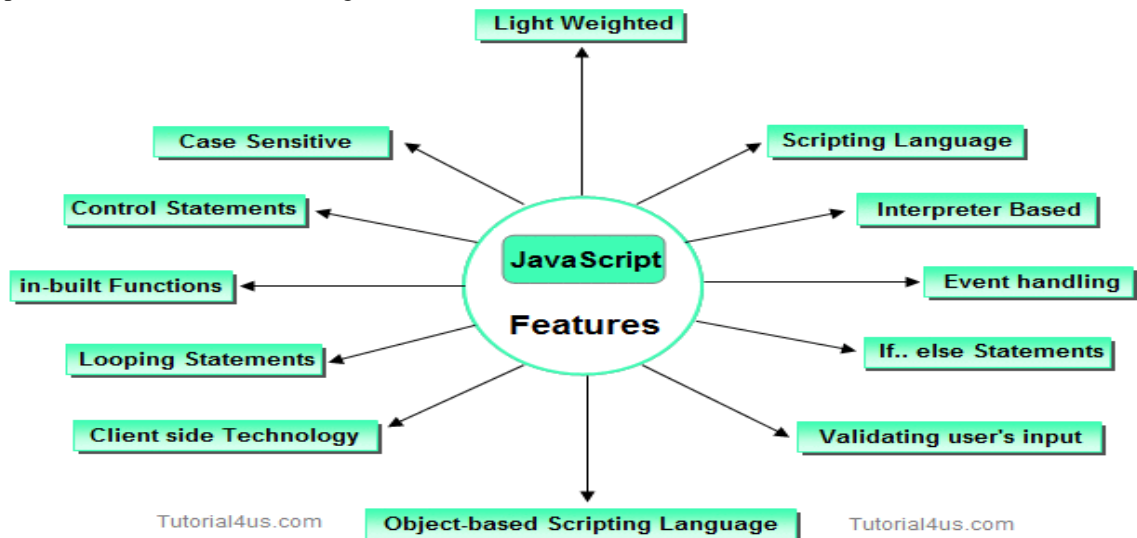 Light Weighted
Case Sensitive
Scripting Language
Control Statements
Interpreter Based
JavaScript
in-built Functions
Event handling
Features
Looping Statements
If.. else Statements
Client side Technology
Validating user's input
Tutorial4us.com
Object-based Scripting Language
Tutorial4us.com